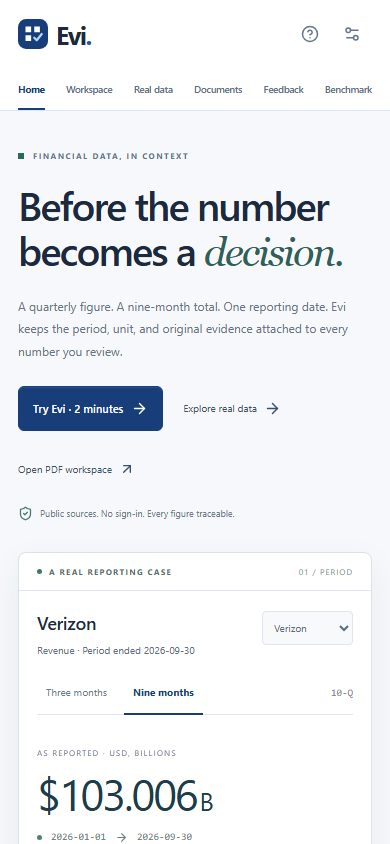 Evi.
Home Workspace Real data Documents Feedback Benchmark
FINANCIAL DATA, IN CONTEXT
Before the number
becomes a decision.
A quarterly figure. A nine-month total. One reporting date. Evi
keeps the period, unit, and original evidence attached to every
number you review.
Try Evi · 2 minutes
Explore real data
Open PDF workspace
Public sources. No sign-in. Every figure traceable.
A REAL REPORTING CASE 01 / PERIOD
Verizon
Verizon
Revenue · Period ended 2026-09-30
Three months Nine months 10-Q
AS REPORTED · USD, BILLIONS
$103.006B
2026-01-01 → 2026-09-30